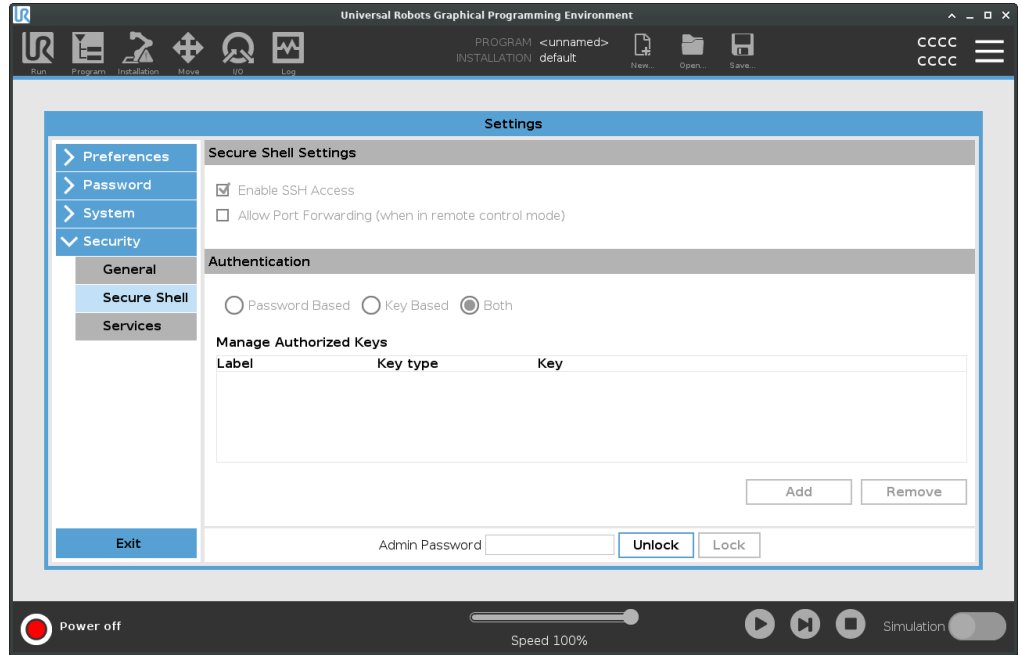 UR
Universal Robots Graphical Programming Environment
UR
Run
Program
Installation
Move
I/O
Log
PROGRAM <unnamed>
INSTALLATION default
New...
Open...
Save...
CCCC
CCCC
Settings
Preferences
Password
System
Security
General
Secure Shell
Services
Exit
Secure Shell Settings
Enable SSH Access
Allow Port Forwarding (when in remote control mode)
Authentication
Password Based Key Based Both
Manage Authorized Keys
Label Key type Key
Add Remove
Admin Password Unlock Lock
Power off
Speed 100%
Simulation